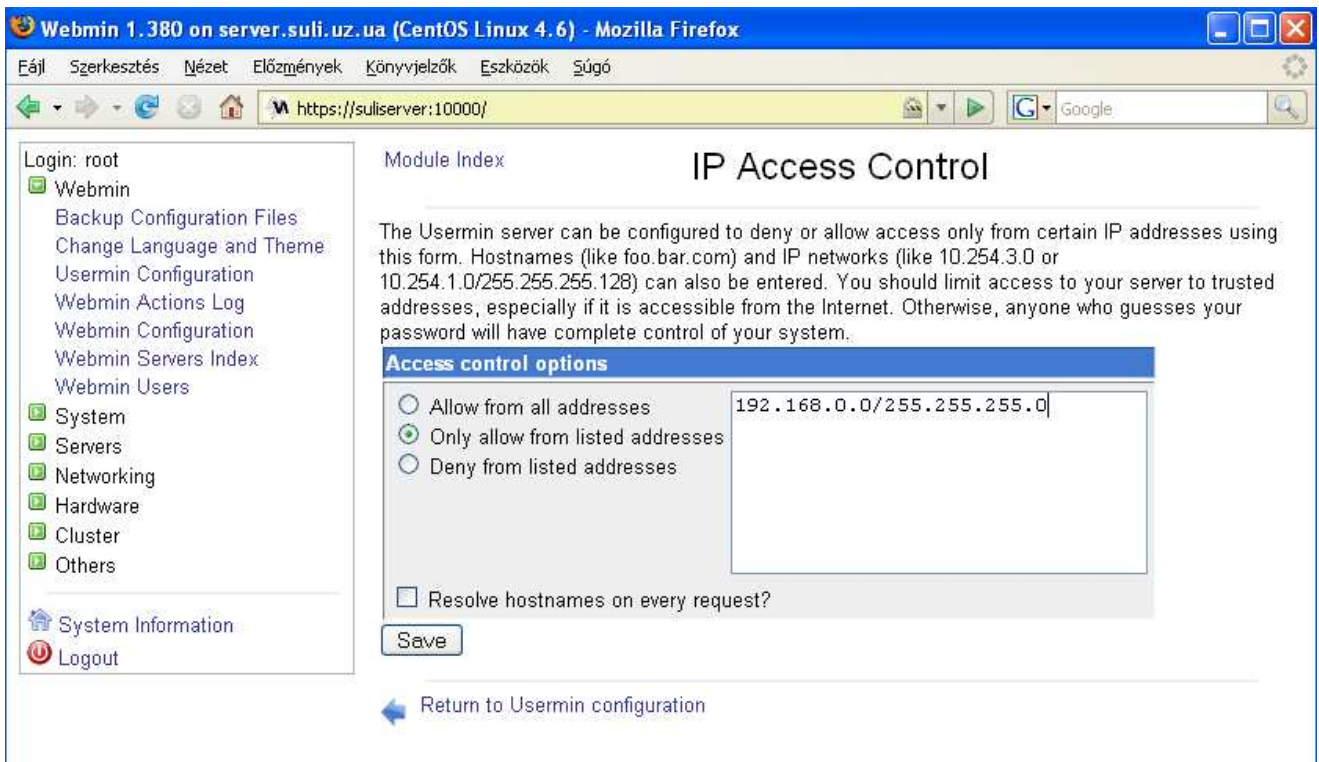 Webmin 1.380 on server.suli.uz.ua (CentOS Linux 4.6) - Mozilla Firefox
Fájl Szerkesztés Nézet Előzmények Könyvjelzők Eszközök Súgó
https://suliserver:10000/
Google
Login: root
Webmin
Backup Configuration Files
Change Language and Theme
Usermin Configuration
Webmin Actions Log
Webmin Configuration
Webmin Servers Index
Webmin Users
System
Servers
Networking
Hardware
Cluster
Others
System Information
Logout
Module Index
IP Access Control
The Usermin server can be configured to deny or allow access only from certain IP addresses using
this form. Hostnames (like foo.bar.com) and IP networks (like 10.254.3.0 or
10.254.1.0/255.255.255.128) can also be entered. You should limit access to your server to trusted
addresses, especially if it is accessible from the Internet. Otherwise, anyone who guesses your
password will have complete control of your system.
Access control options
Allow from all addresses
Only allow from listed addresses
Deny from listed addresses
192.168.0.0/255.255.255.0
Resolve hostnames on every request?
Save
Return to Usermin configuration